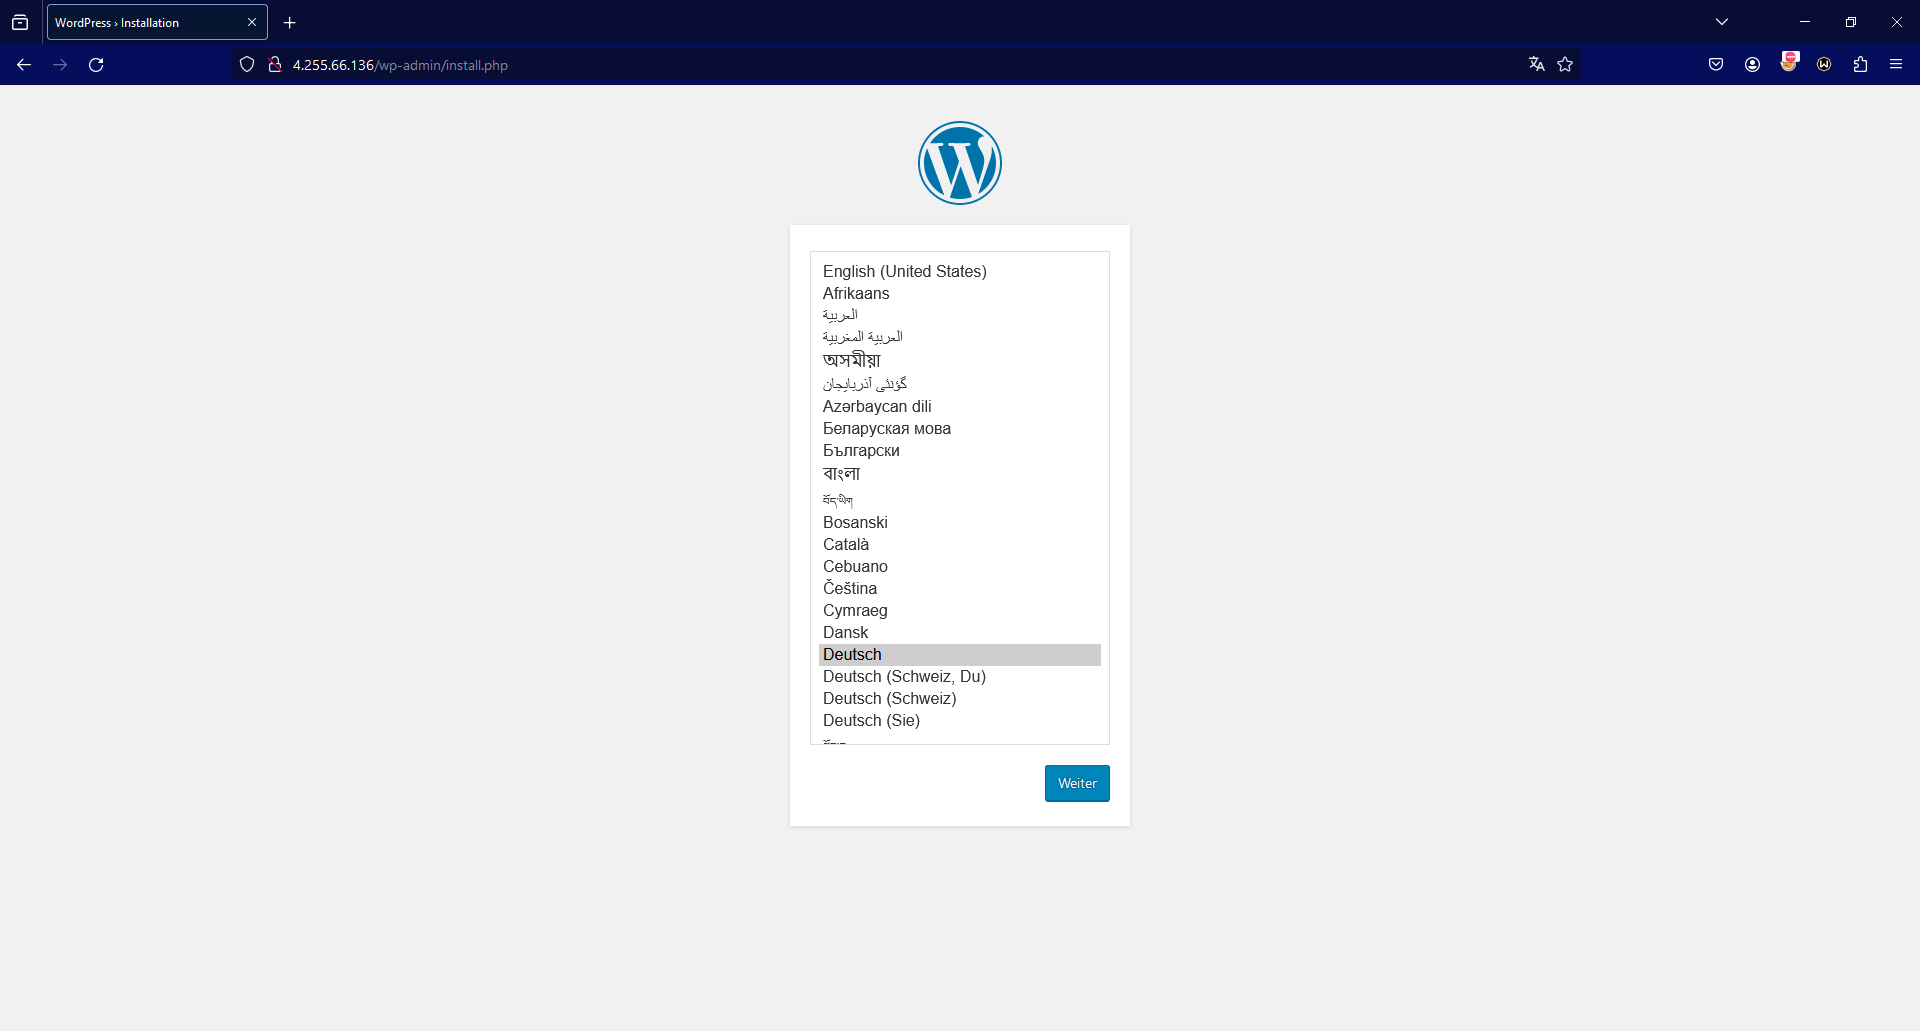 WordPress › Installation
4.255.66.136/wp-admin/install.php
English (United States)
Afrikaans
العربية
العربية المغربية
অসমীয়া
گؤنئی آذربایجان
Azərbaycan dili
Беларуская мова
Български
বাংলা
བོད་ཡིག
Bosanski
Català
Cebuano
Čeština
Cymraeg
Dansk
Deutsch
Deutsch (Schweiz, Du)
Deutsch (Schweiz)
Deutsch (Sie)
Weiter